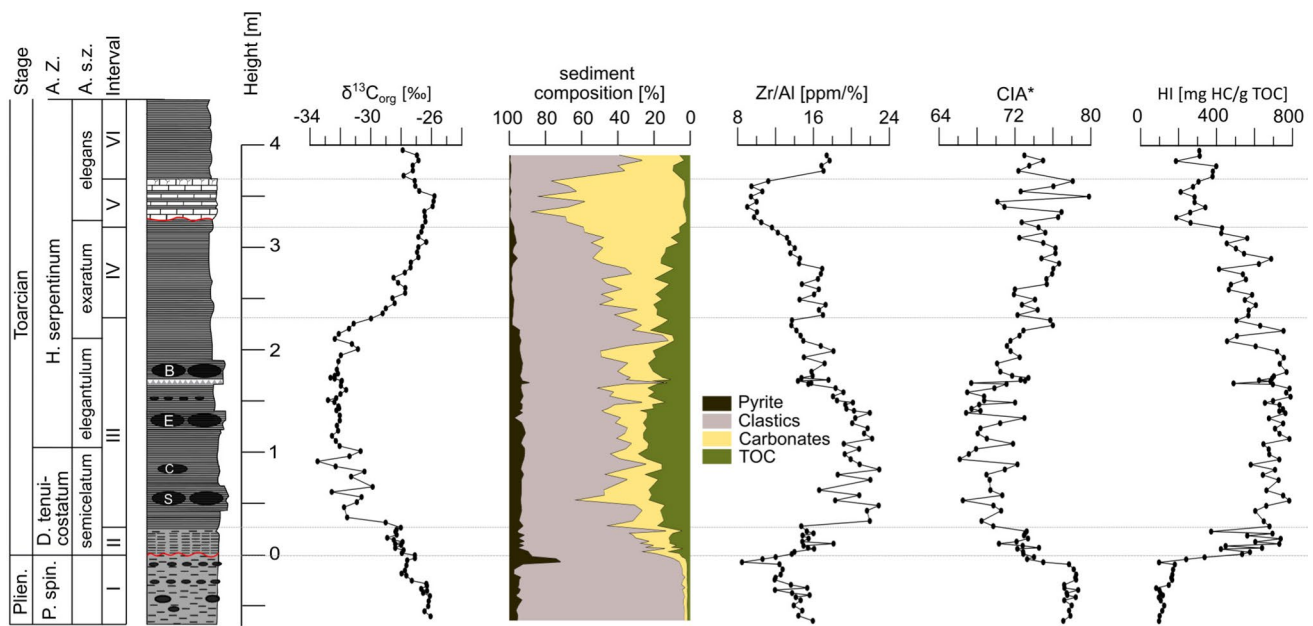 Stage
A. Z.
A. s.z.
Interval
Height [m]
δ¹³Corg [‰]
-34 -30 -26
sediment
composition [%]
100 80 60 40 20 0
Zr/Al [ppm/%]
8 16 24
CIA*
64 72 80
HI [mg HC/g TOC]
0 400 800
Toarcian
Plien.
H. serpentinum
D. tenui-
costatum
P. spin.
elegans
exaratum
elegantulum
semicelatum
VI
V
IV
III
II
I
B
E
C
S
4
3
2
1
0
Pyrite
Clastics
Carbonates
TOC